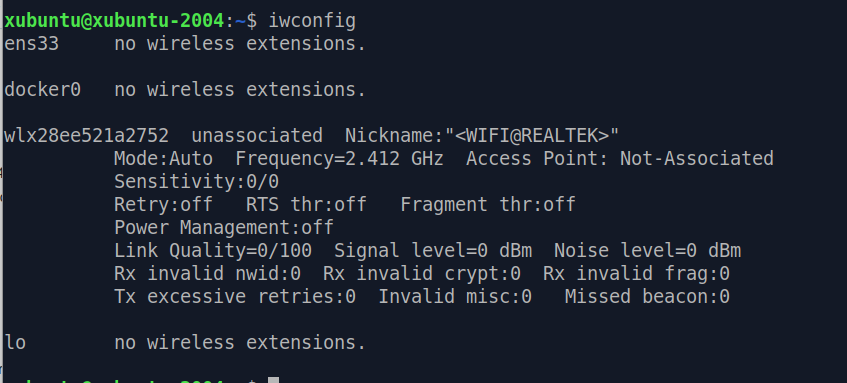 xubuntu@xubuntu-2004:~$ iwconfig
ens33     no wireless extensions.
docker0   no wireless extensions.
wlx28ee521a2752  unassociated  Nickname:"<WIFI@REALTEK>"
          Mode:Auto  Frequency=2.412 GHz  Access Point: Not-Associated
          Sensitivity:0/0
          Retry:off   RTS thr:off   Fragment thr:off
          Power Management:off
          Link Quality=0/100  Signal level=0 dBm  Noise level=0 dBm
          Rx invalid nwid:0  Rx invalid crypt:0  Rx invalid frag:0
          Tx excessive retries:0  Invalid misc:0   Missed beacon:0
lo        no wireless extensions.